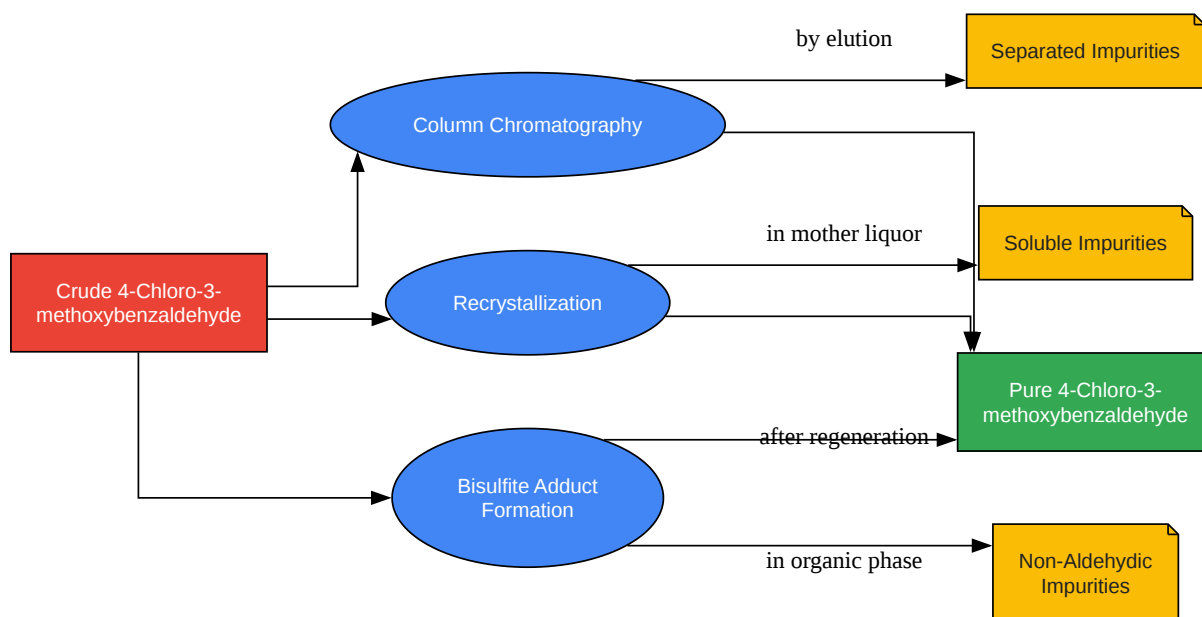 by elution
Separated Impurities
Column Chromatography
in mother liquor
Soluble Impurities
Crude 4-Chloro-3-
methoxybenzaldehyde
Recrystallization
Pure 4-Chloro-3-
methoxybenzaldehyde
after regeneration
Bisulfite Adduct
Formation
in organic phase
Non-Aldehydic
Impurities